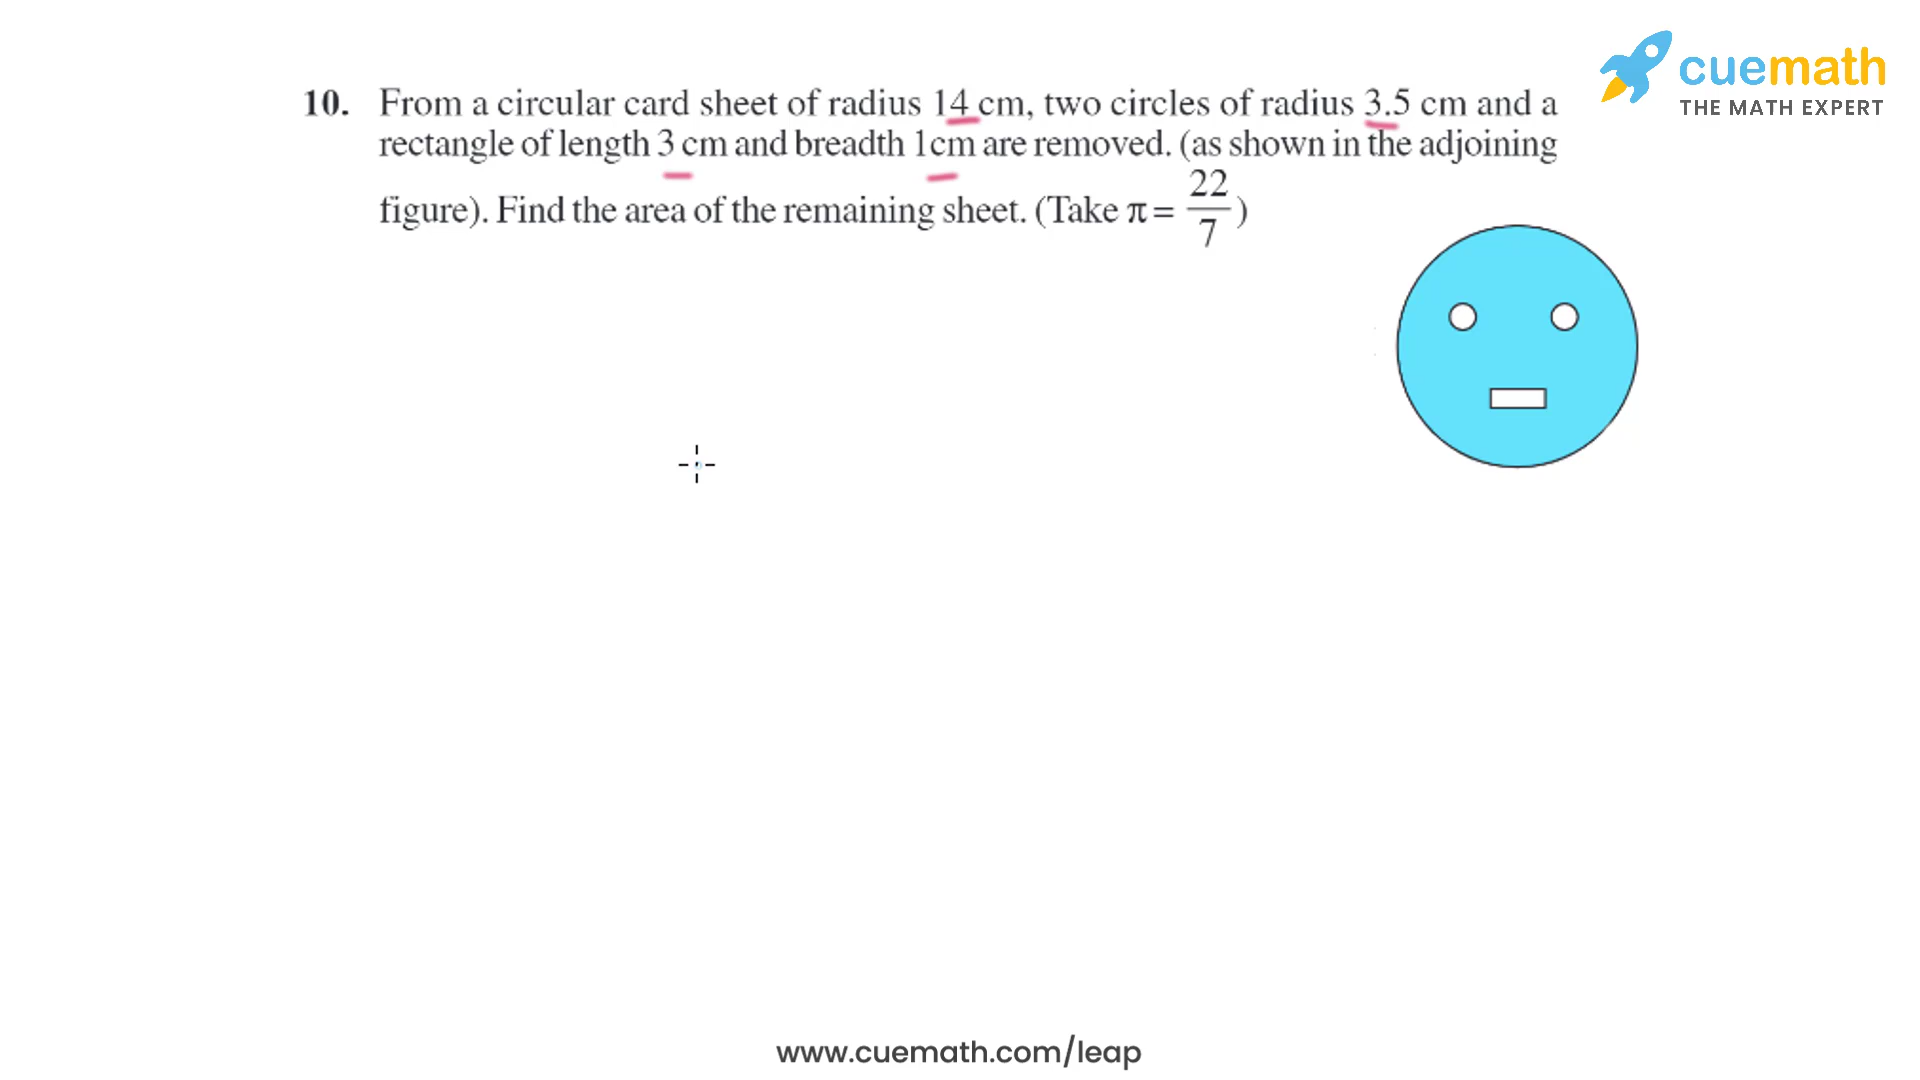 cuemath
THE MATH EXPERT
10. From a circular card sheet of radius 14 cm, two circles of radius 3.5 cm and a
rectangle of length 3 cm and breadth 1cm are removed. (as shown in the adjoining
figure). Find the area of the remaining sheet. (Take π = 22/7)
www.cuemath.com/leap